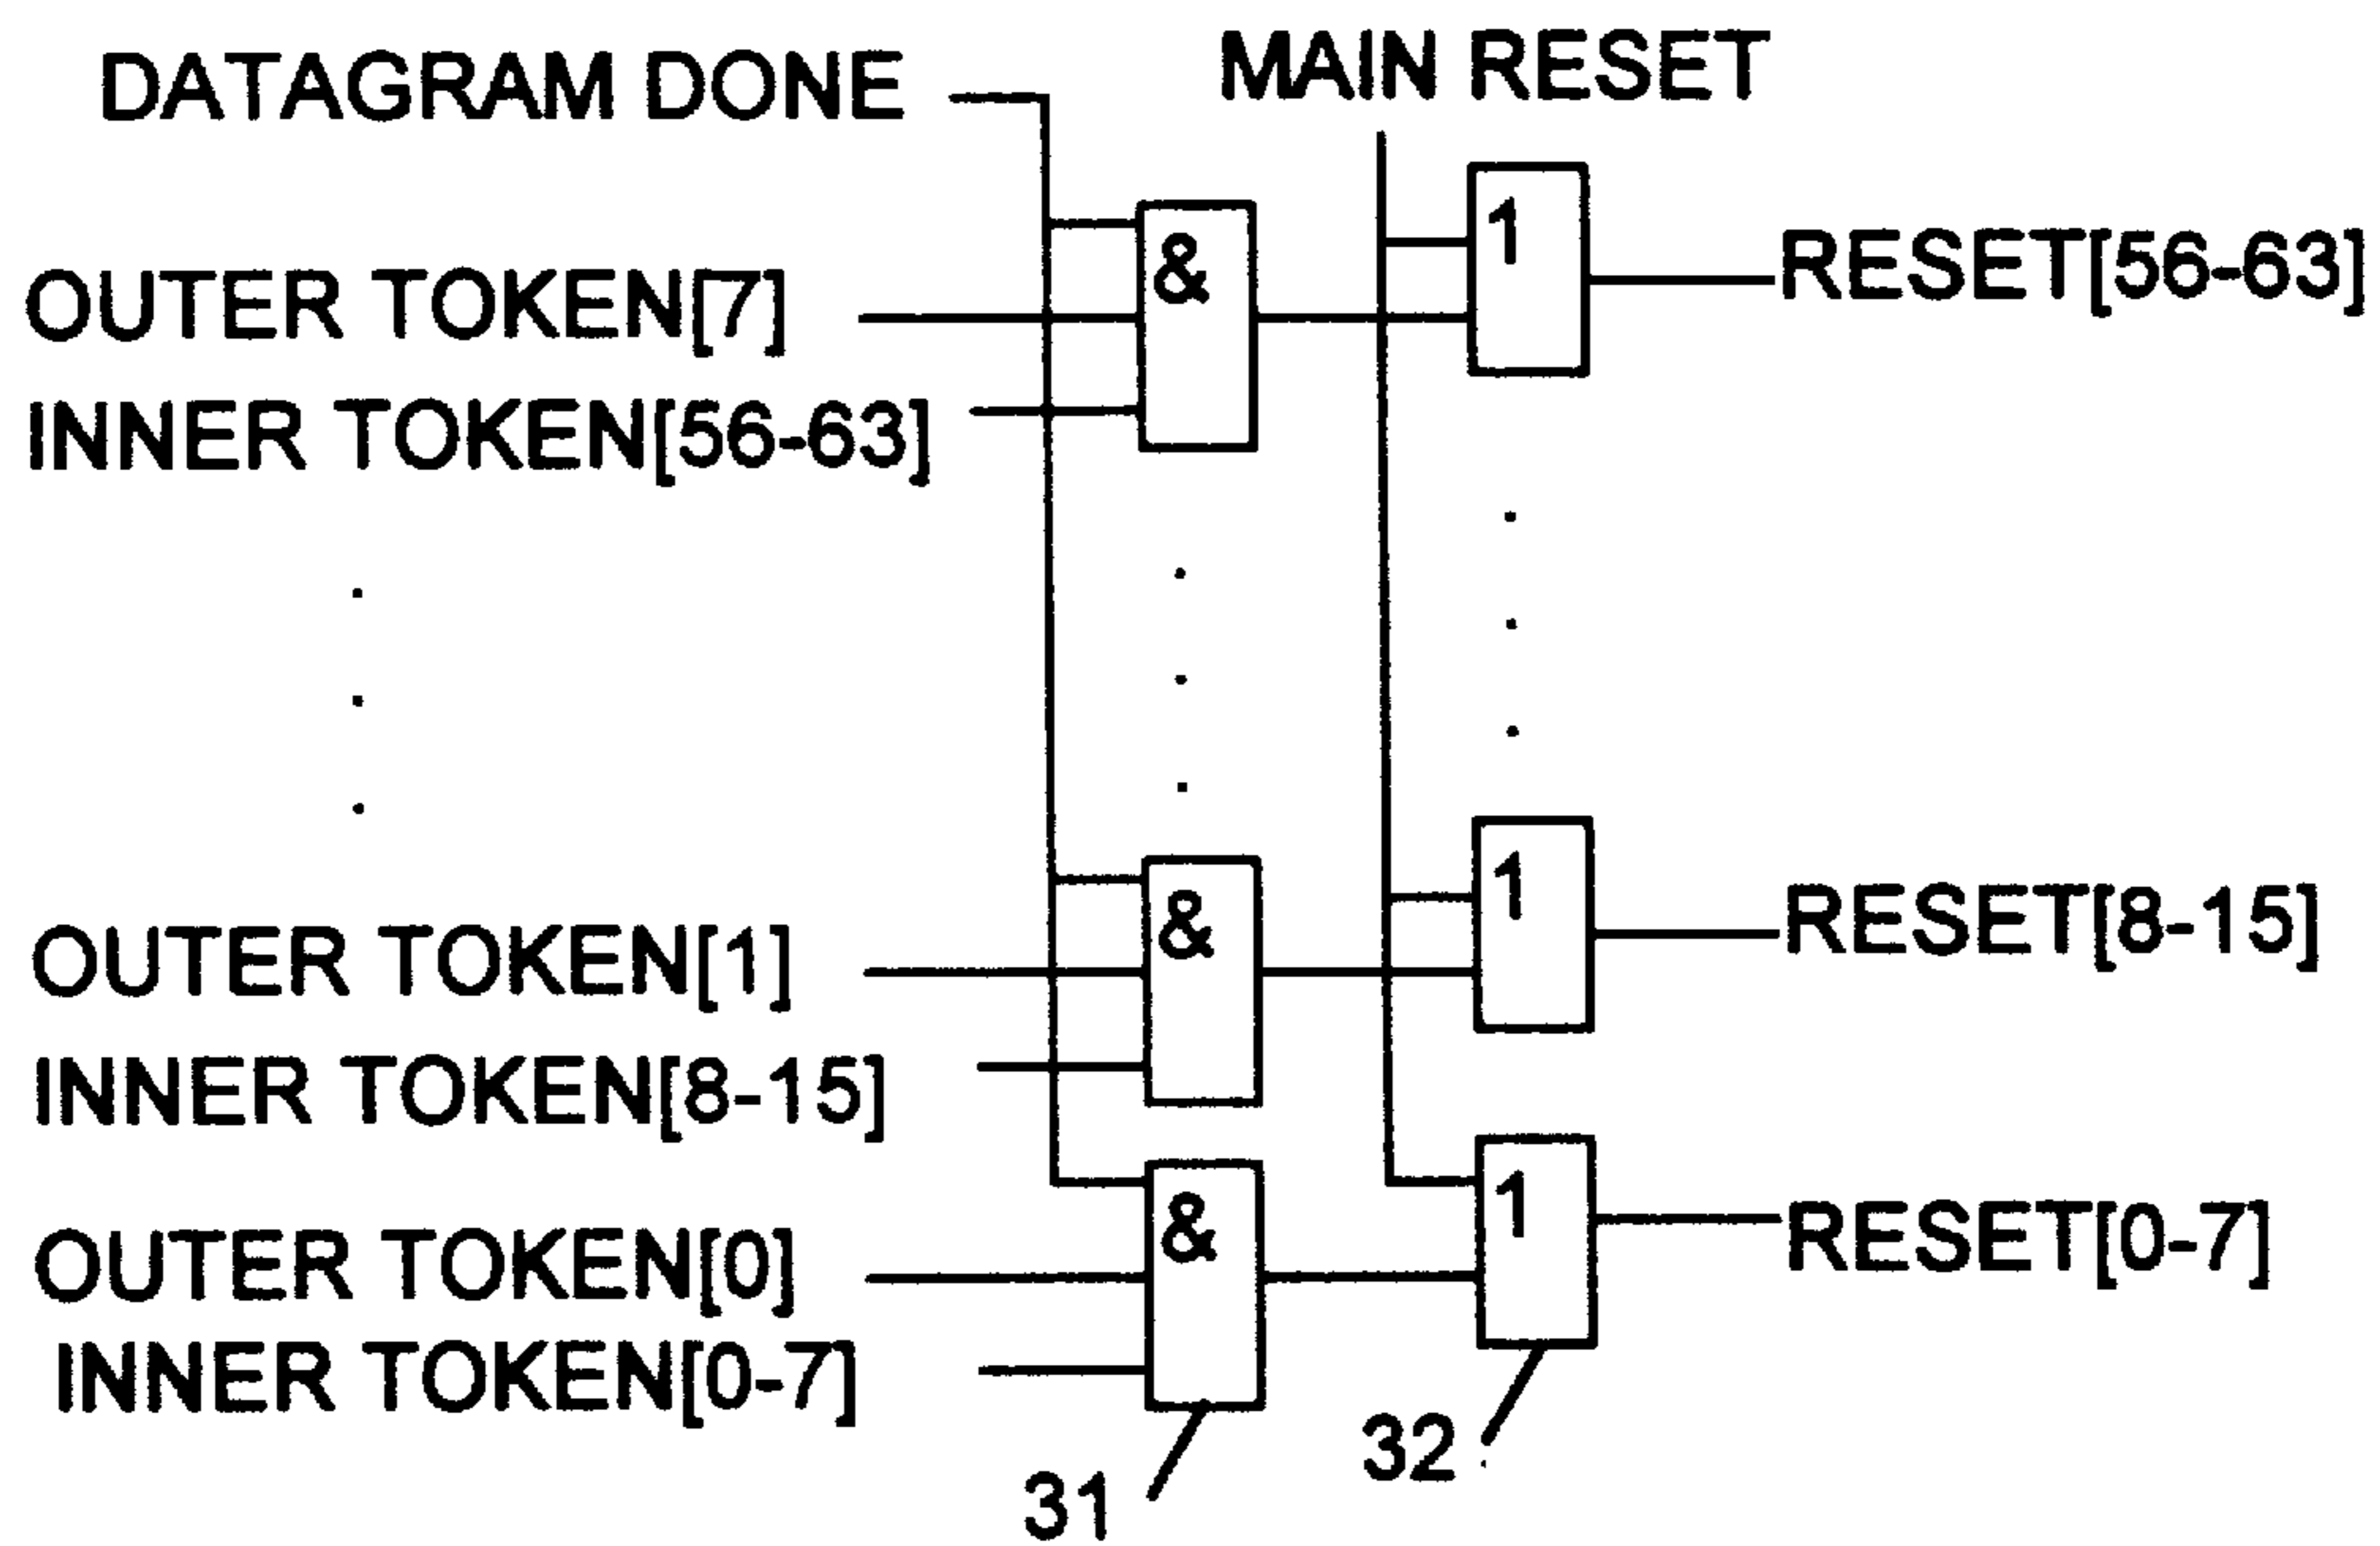 DATAGRAM DONE
MAIN RESET
&
1
RESET[56-63]
OUTER TOKEN[7]
INNER TOKEN[56-63]
&
1
RESET[8-15]
OUTER TOKEN[1]
INNER TOKEN[8-15]
&
1
RESET[0-7]
OUTER TOKEN[0]
INNER TOKEN[0-7]
31
32